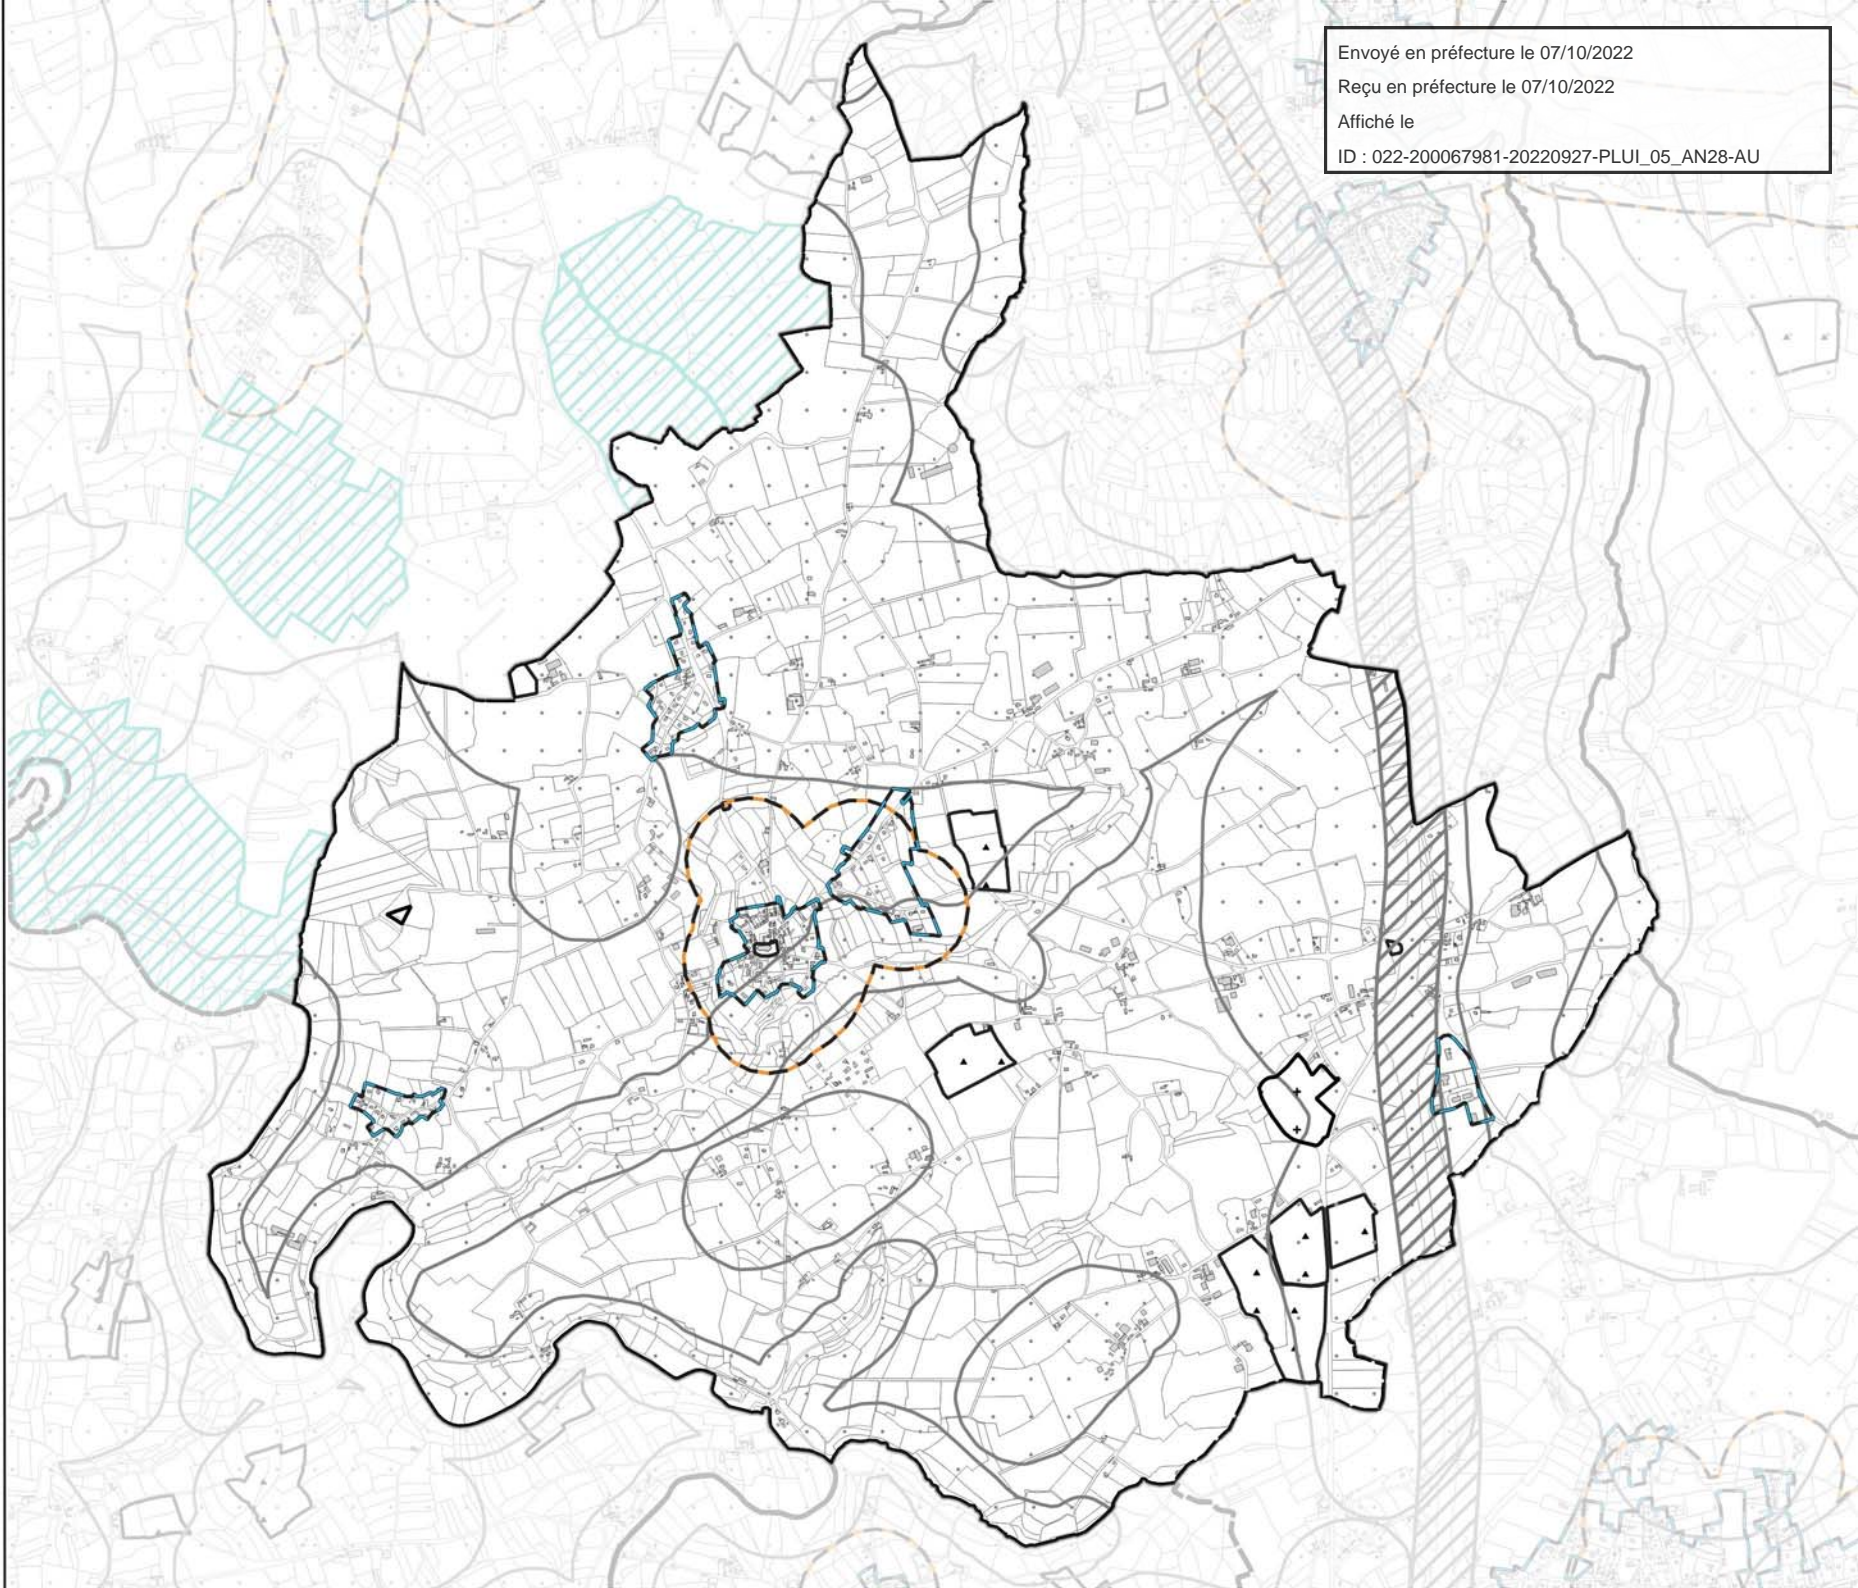 Envoyé en préfecture le 07/10/2022
Reçu en préfecture le 07/10/2022
Affiché le
ID : 022-200067981-20220927-PLUI_05_AN28-AU